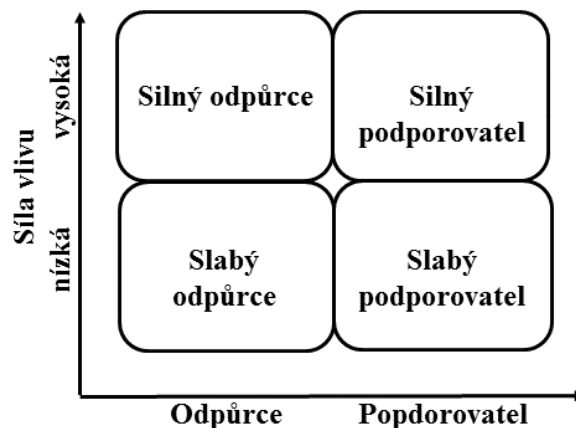 Síla vlivu
nízká vysoká
Silný odpůrce
Silný
podporovatel
Slabý
odpůrce
Slabý
podporovatel
Odpůrce
Popdorovatel